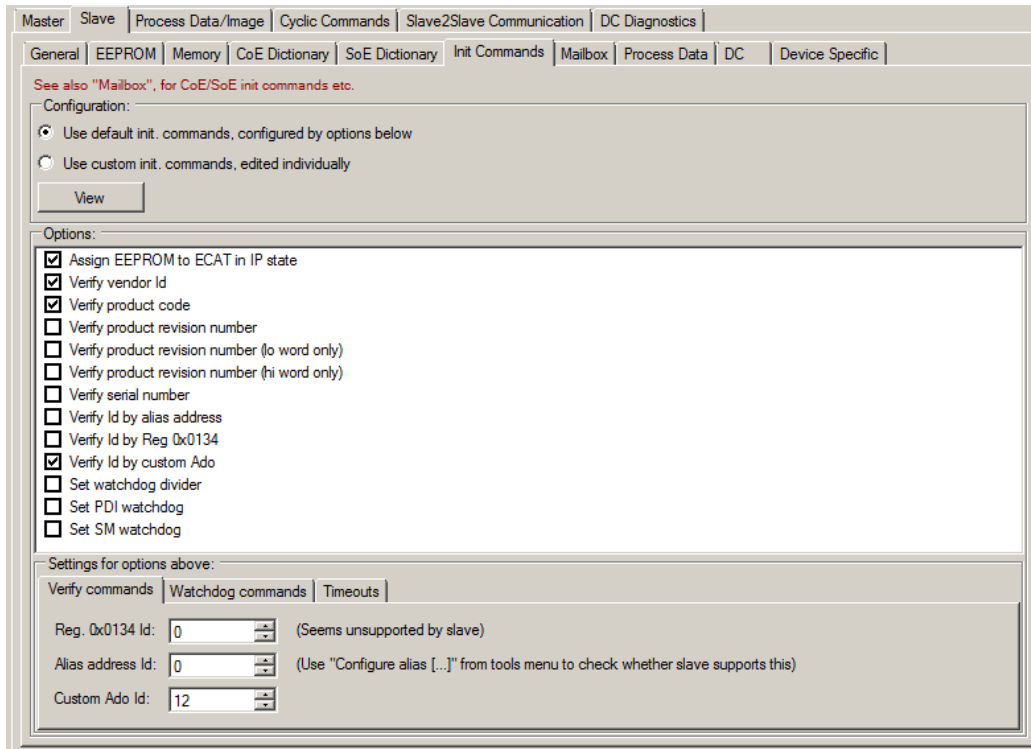 Master Slave Process Data/Image Cyclic Commands Slave2Slave Communication DC Diagnostics
General EEPROM Memory CoE Dictionary SoE Dictionary Init Commands Mailbox Process Data DC Device Specific
See also "Mailbox", for CoE/SoE init commands etc.
Configuration:
Use default init. commands, configured by options below
Use custom init. commands, edited individually
View
Options:
Assign EEPROM to ECAT in IP state
Verify vendor Id
Verify product code
Verify product revision number
Verify product revision number (lo word only)
Verify product revision number (hi word only)
Verify serial number
Verify Id by alias address
Verify Id by Reg 0x0134
Verify Id by custom Ado
Set watchdog divider
Set PDI watchdog
Set SM watchdog
Settings for options above:
Verify commands Watchdog commands Timeouts
Reg. 0x0134 Id: 0 (Seems unsupported by slave)
Alias address Id: 0 (Use "Configure alias [...]" from tools menu to check whether slave supports this)
Custom Ado Id: 12